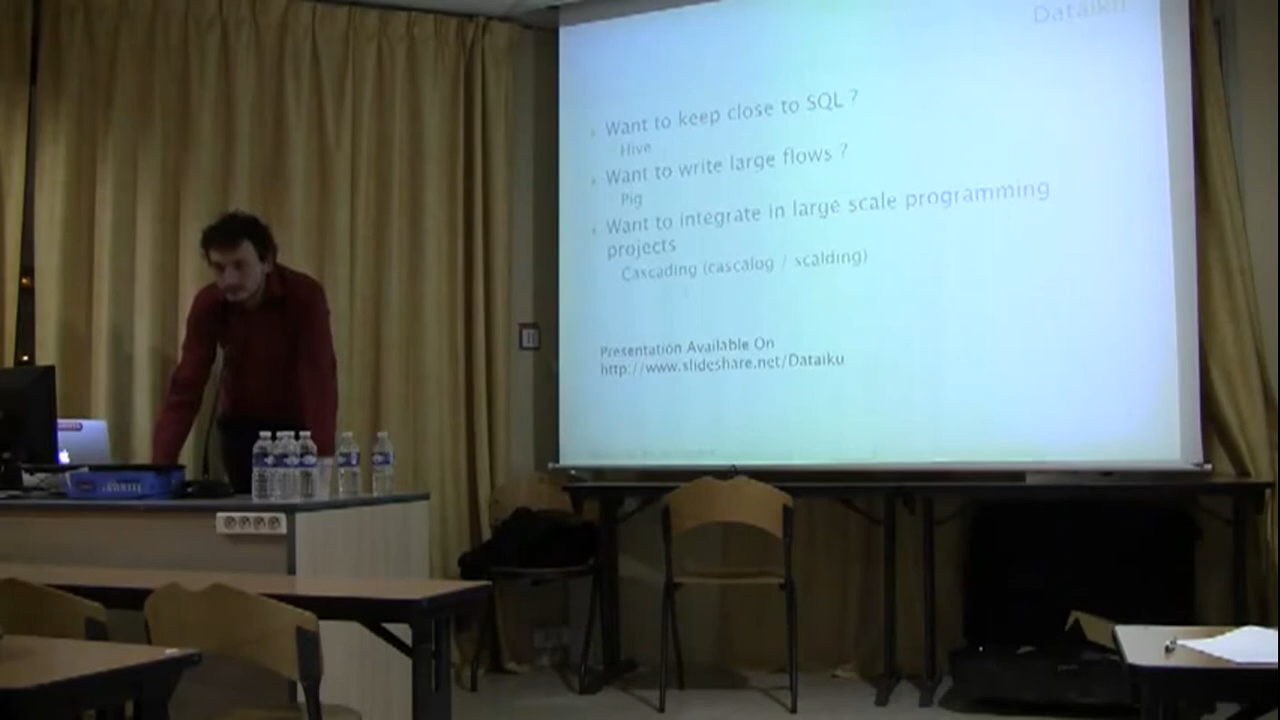 Dataiku
Want to keep close to SQL ?
Hive
Want to write large flows ?
Pig
Want to integrate in large scale programming
projects
Cascading (cascalog / scalding)
Presentation Available On
http://www.slideshare.net/Dataiku